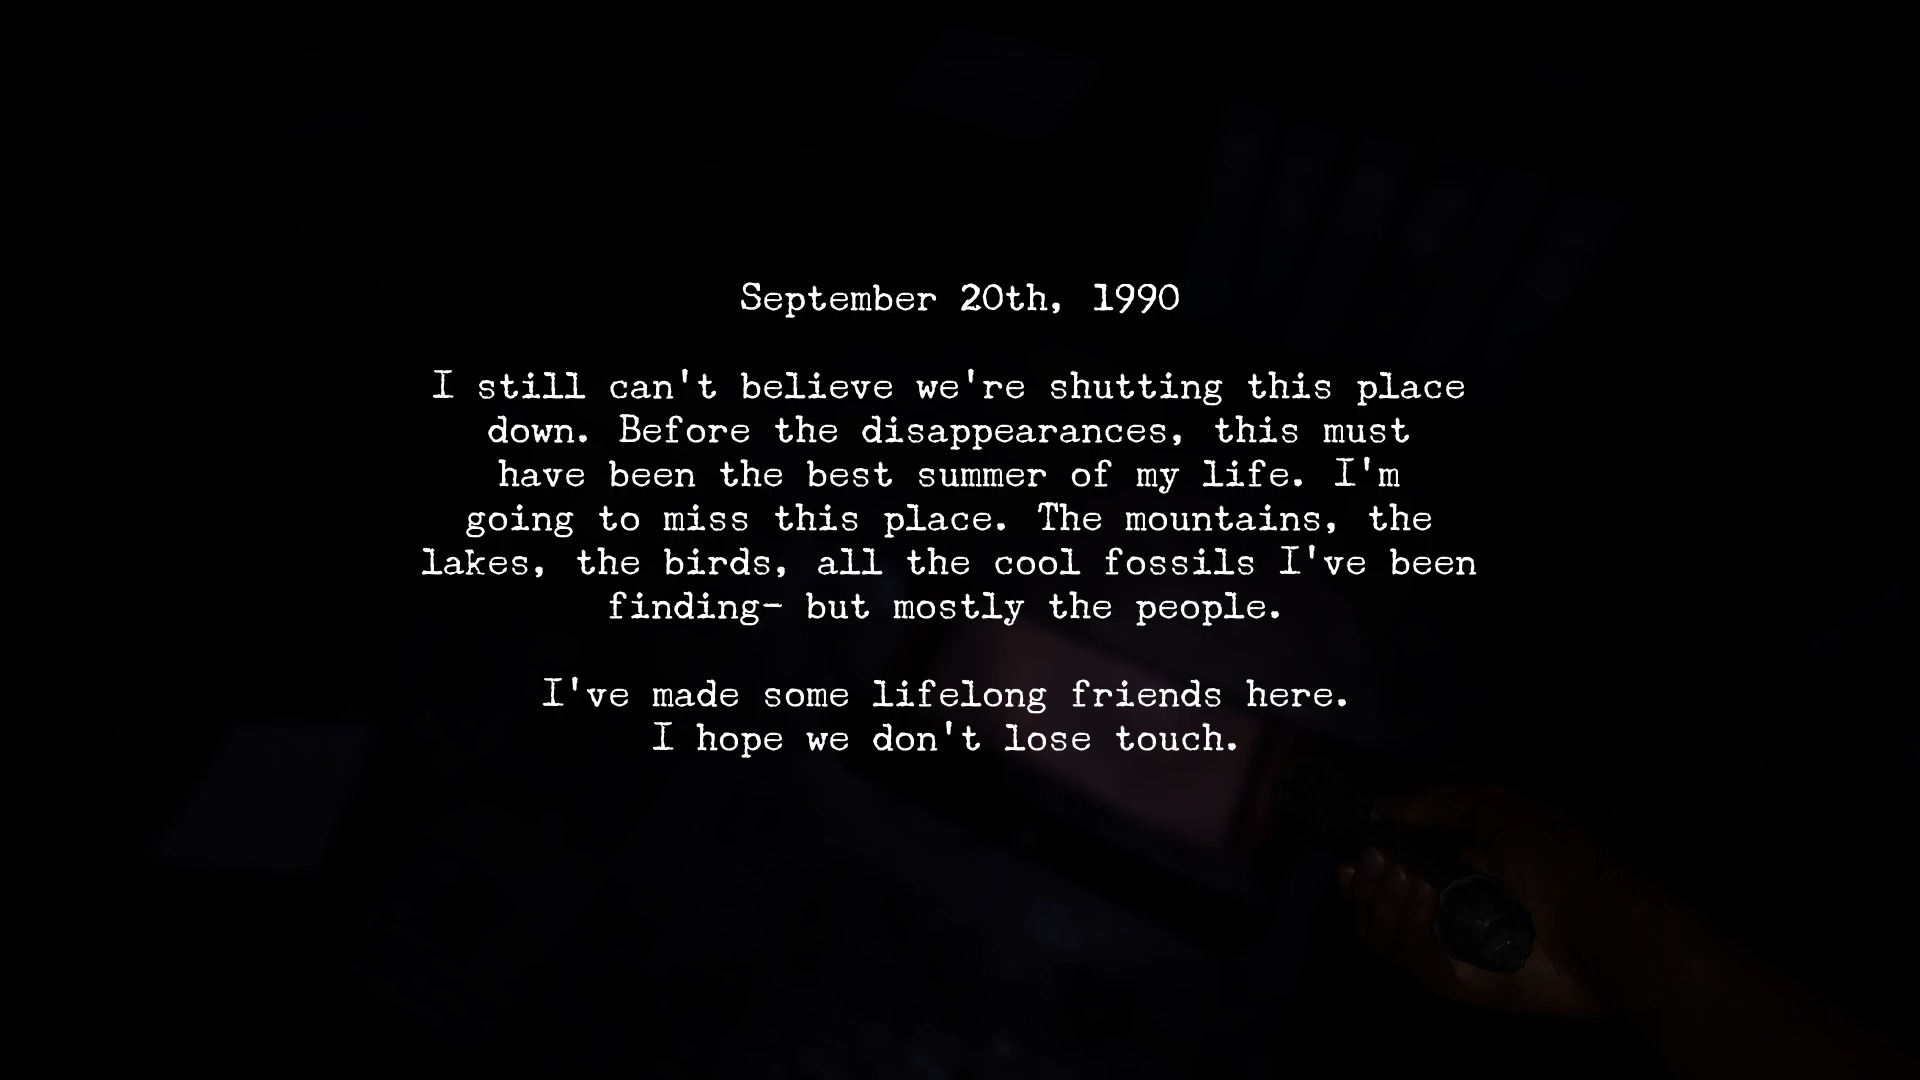 September 20th, 1990
I still can't believe we're shutting this place
down. Before the disappearances, this must
have been the best summer of my life. I'm
going to miss this place. The mountains, the
lakes, the birds, all the cool fossils I've been
finding- but mostly the people.
I've made some lifelong friends here.
I hope we don't lose touch.